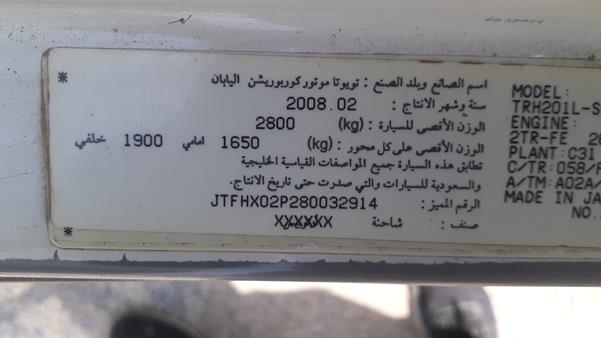 اسم الصانع وبلد الصنع : تويوتا موتور كوربوريشن اليابان
سنة وشهر الانتاج : 2008.02
الوزن الأقصى للسيارة : (kg) 2800
الوزن الأقصى على كل محور : (kg) 1650 امامي 1900 خلفي
تطابق هذه السيارة جميع المواصفات القياسية الخليجية
والسعودية للسيارات والتي صدرت حتى تاريخ الانتاج.
الرقم المميز : JTFHX02P280032914
صنف : شاحنة XXXXXX
MODEL:
TRH201L-S
ENGINE:
2TR-FE 26
PLANT: C31
C/TR: 058/F
A/TM: A02A/
MADE IN JA
NO.